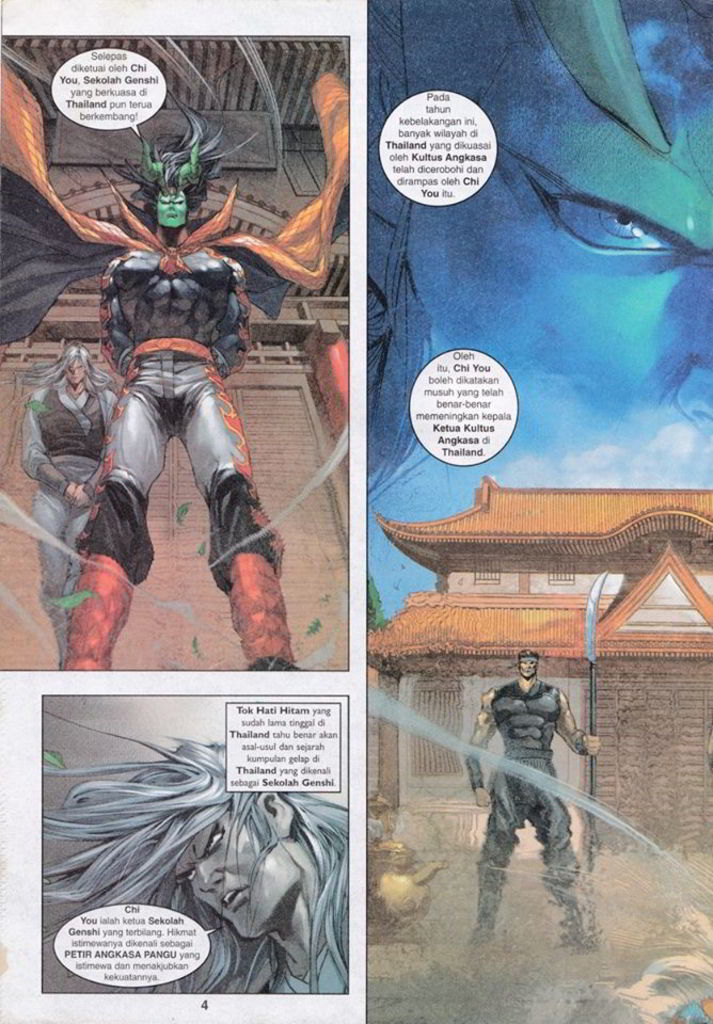 Selepas
diketuai oleh Chi
You, Sekolah Genshi
yang berkuasa di
Thailand pun terua
berkembang!
Tok Hati Hitam yang
sudah lama tinggal di
Thailand tahu benar akan
asal-usul dan sejarah
kumpulan gelap di
Thailand yang dikenali
sebagai Sekolah Genshi.
Chi
You ialah ketua Sekolah
Genshi yang terbilang. Hikmat
istimewanya dikenali sebagai
PETIR ANGKASA PANGU yang
istimewa dan menakjubkan
kekuatannya.
4
Pada
tahun
kebelakangan ini,
banyak wilayah di
Thailand yang dikuasai
oleh Kultus Angkasa
telah dicerobohi dan
dirampas oleh Chi
You itu.
Oleh
itu, Chi You
boleh dikatakan
musuh yang telah
benar-benar
memeningkan kepala
Ketua Kultus
Angkasa di
Thailand.